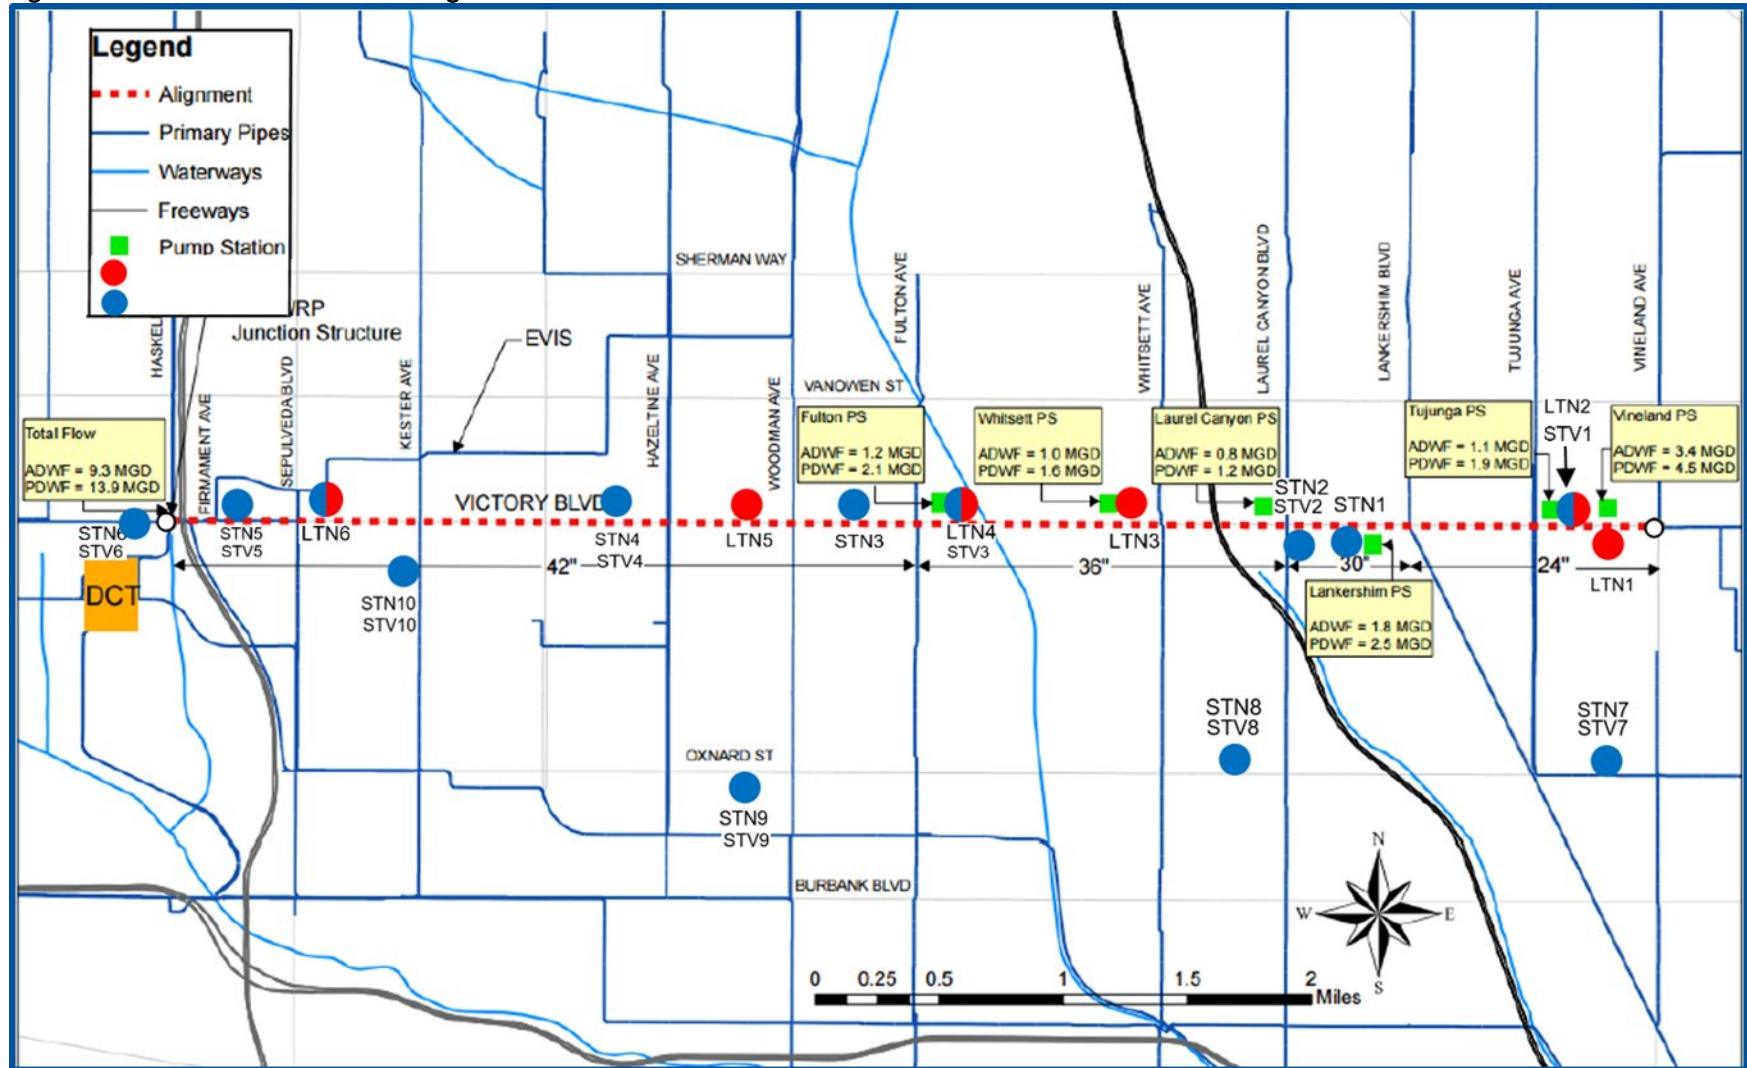 Legend
Alignment
Primary Pipes
Waterways
Freeways
Pump Station
Junction Structure
EVIS
SHERMAN WAY
VANOWEN ST
VICTORY BLVD
OXNARD ST
BURBANK BLVD
FIRMAMENT AVE
SEPULVEDA BLVD
KESTER AVE
HAZELTINE AVE
WOODMAN AVE
FULTON AVE
WHITSETT AVE
LAUREL CANYON BLVD
LANKERSHIM BLVD
TUJUNGA AVE
VINELAND AVE
Total Flow
ADWF = 9.3 MGD
PDWF = 13.9 MGD
Fulton PS
ADWF = 1.2 MGD
PDWF = 2.1 MGD
Whitsett PS
ADWF = 1.0 MGD
PDWF = 1.6 MGD
Laurel Canyon PS
ADWF = 0.8 MGD
PDWF = 1.2 MGD
Tujunga PS
ADWF = 1.1 MGD
PDWF = 1.9 MGD
LTN2
STV1
Vineland PS
ADWF = 3.4 MGD
PDWF = 4.5 MGD
STN6
STV6
STN5
STV5
LTN6
STN4
STV4
LTN5
STN3
LTN4
STV3
LTN3
STN2
STV2
STN1
LTN1
42"
36"
30"
24"
DCT
STN10
STV10
Lankershim PS
ADWF = 1.8 MGD
PDWF = 2.5 MGD
STN8
STV8
STN7
STV7
STN9
STV9
N
W
E
S
0 0.25 0.5 1 1.5 2
Miles